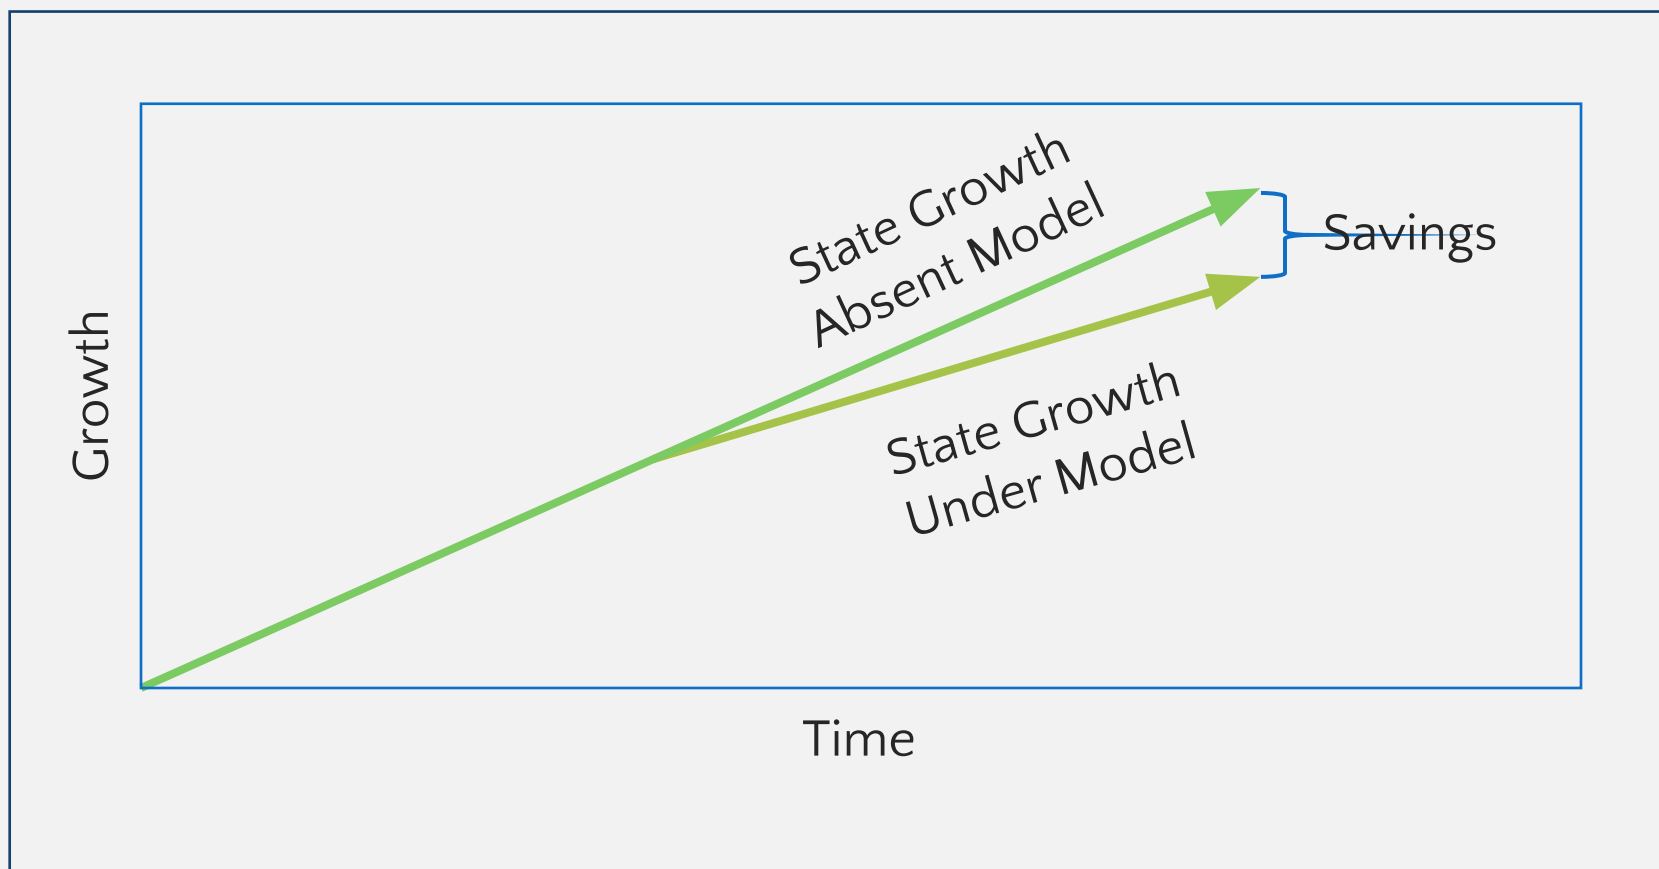 State Growth
Absent Model
Savings
State Growth
Under Model
Growth
Time